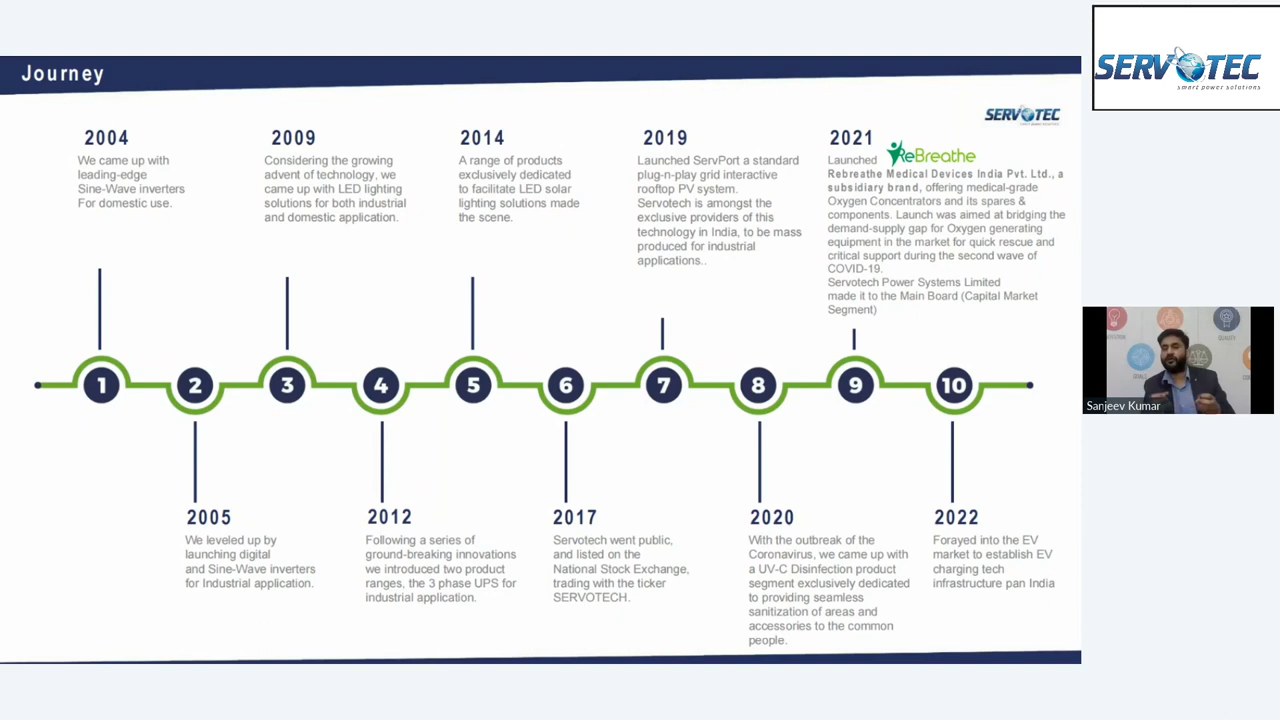 Journey
SERVOTEC
smart power solutions
SERVOTEC
2004
We came up with
leading-edge
Sine-Wave inverters
For domestic use.
2009
Considering the growing
advent of technology, we
came up with LED lighting
solutions for both industrial
and domestic application.
2014
A range of products
exclusively dedicated
to facilitate LED solar
lighting solutions made
the scene.
2019
Launched ServPort a standard
plug-n-play grid interactive
rooftop PV system.
Servotech is amongst the
exclusive providers of this
technology in India, to be mass
produced for industrial
applications..
2021
Launched ReBreathe
Rebreathe Medical Devices India Pvt. Ltd., a
subsidiary brand, offering medical-grade
Oxygen Concentrators and its spares &
components. Launch was aimed at bridging the
demand-supply gap for Oxygen generating
equipment in the market for quick rescue and
critical support during the second wave of
COVID-19.
Servotech Power Systems Limited
made it to the Main Board (Capital Market
Segment)
1 2 3 4 5 6 7 8 9 10
2005
We leveled up by
launching digital
and Sine-Wave inverters
for Industrial application.
2012
Following a series of
ground-breaking innovations
we introduced two product
ranges, the 3 phase UPS for
industrial application.
2017
Servotech went public,
and listed on the
National Stock Exchange,
trading with the ticker
SERVOTECH.
2020
With the outbreak of the
Coronavirus, we came up with
a UV-C Disinfection product
segment exclusively dedicated
to providing seamless
sanitization of areas and
accessories to the common
people.
2022
Forayed into the EV
market to establish EV
charging tech
infrastructure pan India
QUALITY
Sanjeev Kumar